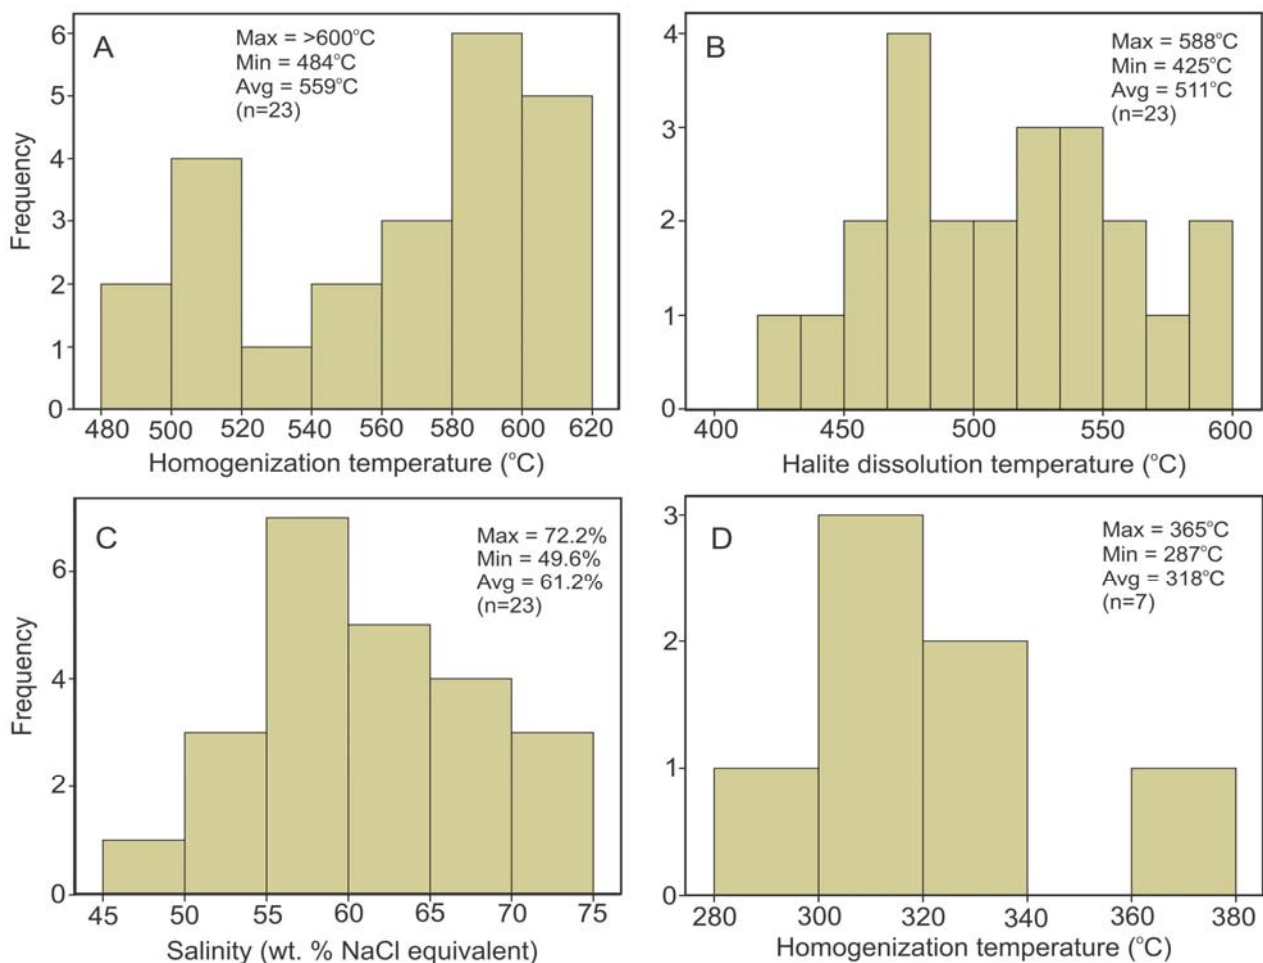 A
Max = >600°C
Min = 484°C
Avg = 559°C
(n=23)
Frequency
6
5
4
3
2
1
0
480 500 520 540 560 580 600 620
Homogenization temperature (°C)
B
Max = 588°C
Min = 425°C
Avg = 511°C
(n=23)
4
3
2
1
0
400 450 500 550 600
Halite dissolution temperature (°C)
C
Max = 72.2%
Min = 49.6%
Avg = 61.2%
(n=23)
Frequency
6
4
2
0
45 50 55 60 65 70 75
Salinity (wt. % NaCl equivalent)
D
Max = 365°C
Min = 287°C
Avg = 318°C
(n=7)
3
2
1
0
280 300 320 340 360 380
Homogenization temperature (°C)